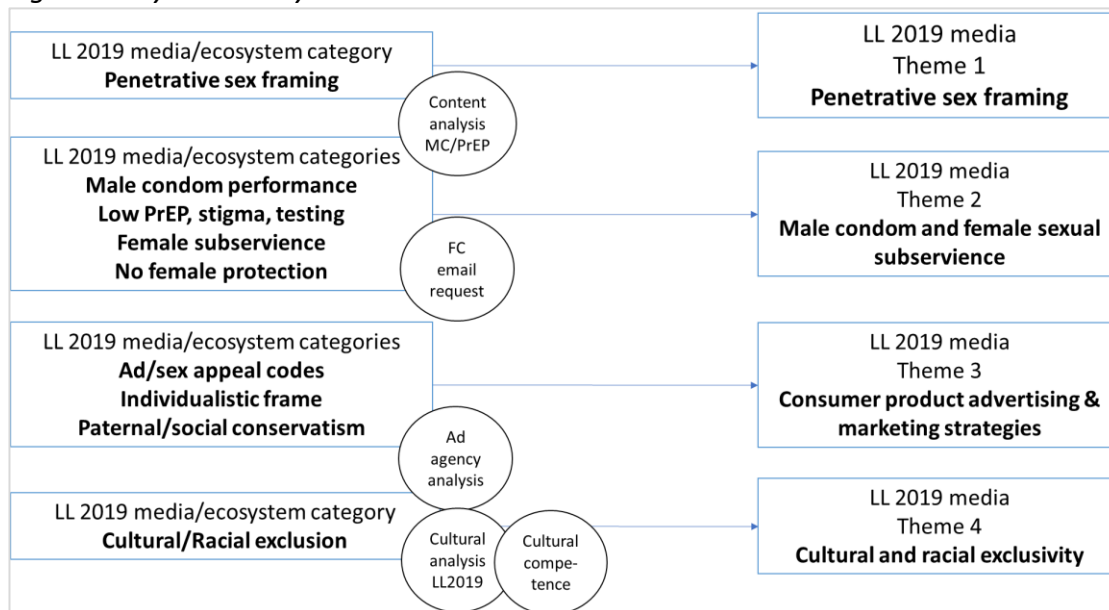 LL 2019 media/ecosystem category
Penetrative sex framing
LL 2019 media
Theme 1
Penetrative sex framing
Content
analysis
MC/PrEP
LL 2019 media/ecosystem categories
Male condom performance
Low PrEP, stigma, testing
Female subservience
No female protection
FC
email
request
LL 2019 media
Theme 2
Male condom and female sexual
subservience
LL 2019 media/ecosystem categories
Ad/sex appeal codes
Individualistic frame
Paternal/social conservatism
Ad
agency
analysis
LL 2019 media
Theme 3
Consumer product advertising &
marketing strategies
LL 2019 media/ecosystem category
Cultural/Racial exclusion
Cultural
analysis
LL2019
Cultural
compe-
tence
LL 2019 media
Theme 4
Cultural and racial exclusivity